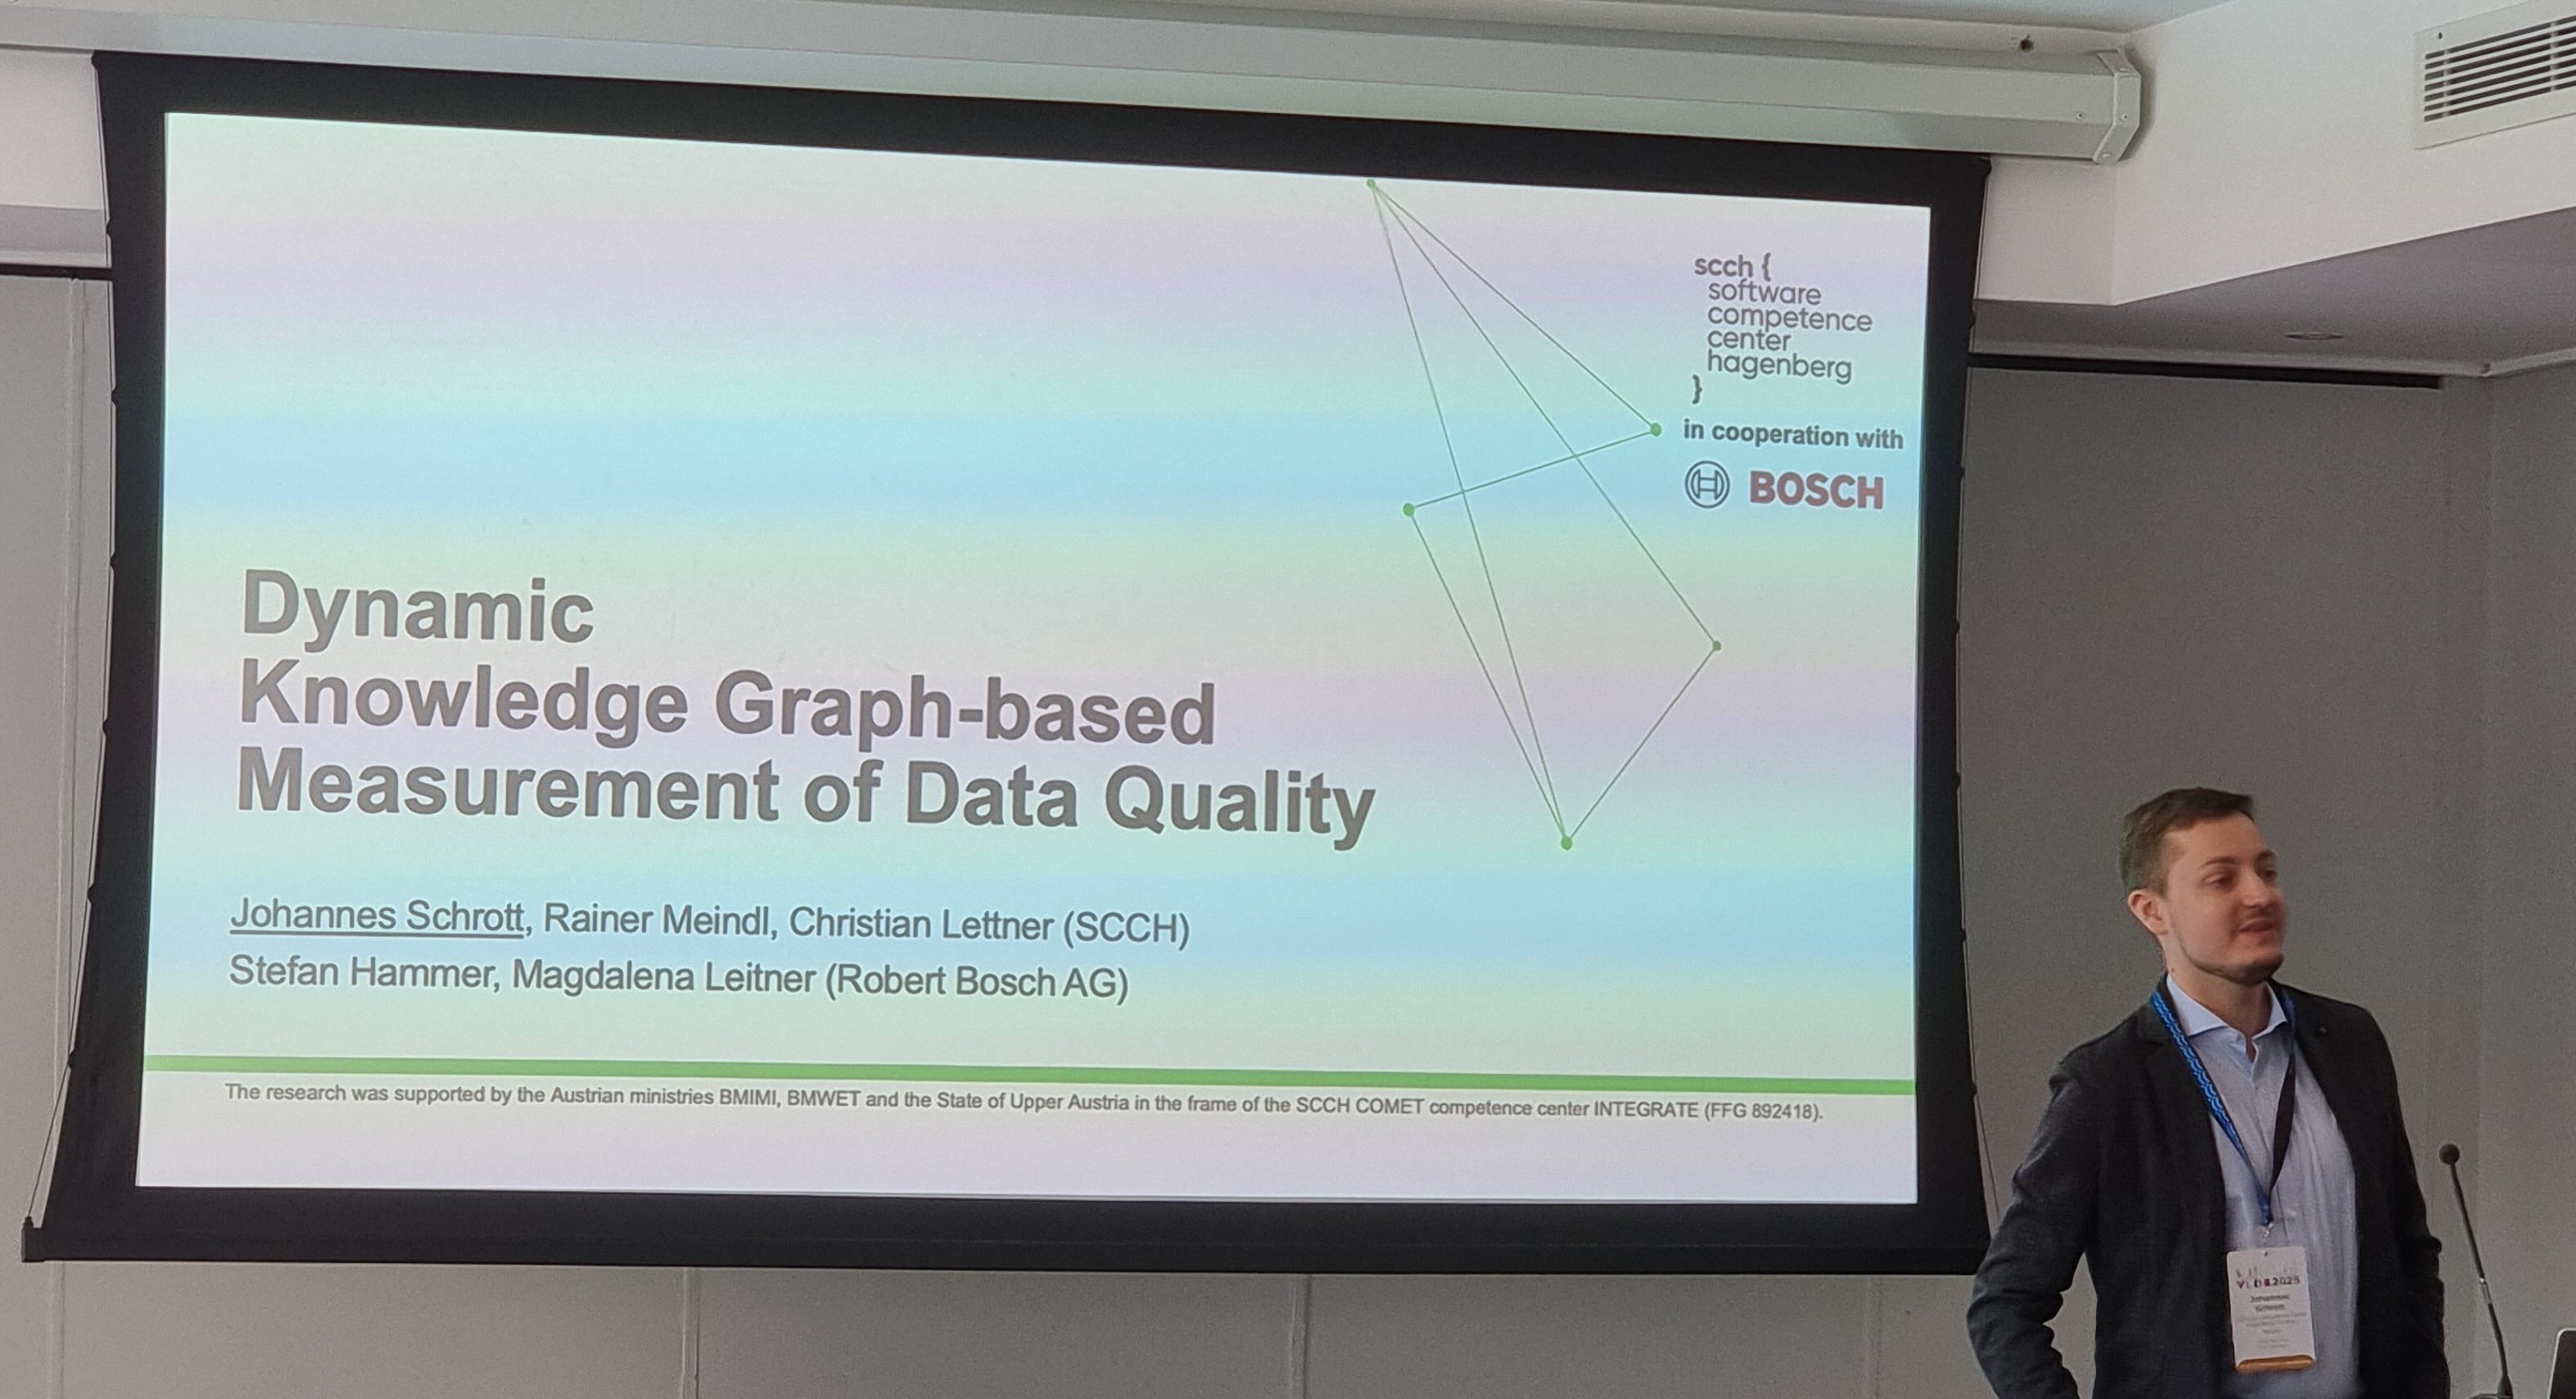 scch {
software
competence
center
hagenberg
}
in cooperation with
BOSCH
Dynamic
Knowledge Graph-based
Measurement of Data Quality
Johannes Schrott, Rainer Meindl, Christian Lettner (SCCH)
Stefan Hammer, Magdalena Leitner (Robert Bosch AG)
The research was supported by the Austrian ministries BMIMI, BMWET and the State of Upper Austria in the frame of the SCCH COMET competence center INTEGRATE (FFG 892418).
VLDB2025
Johannes
Schrott